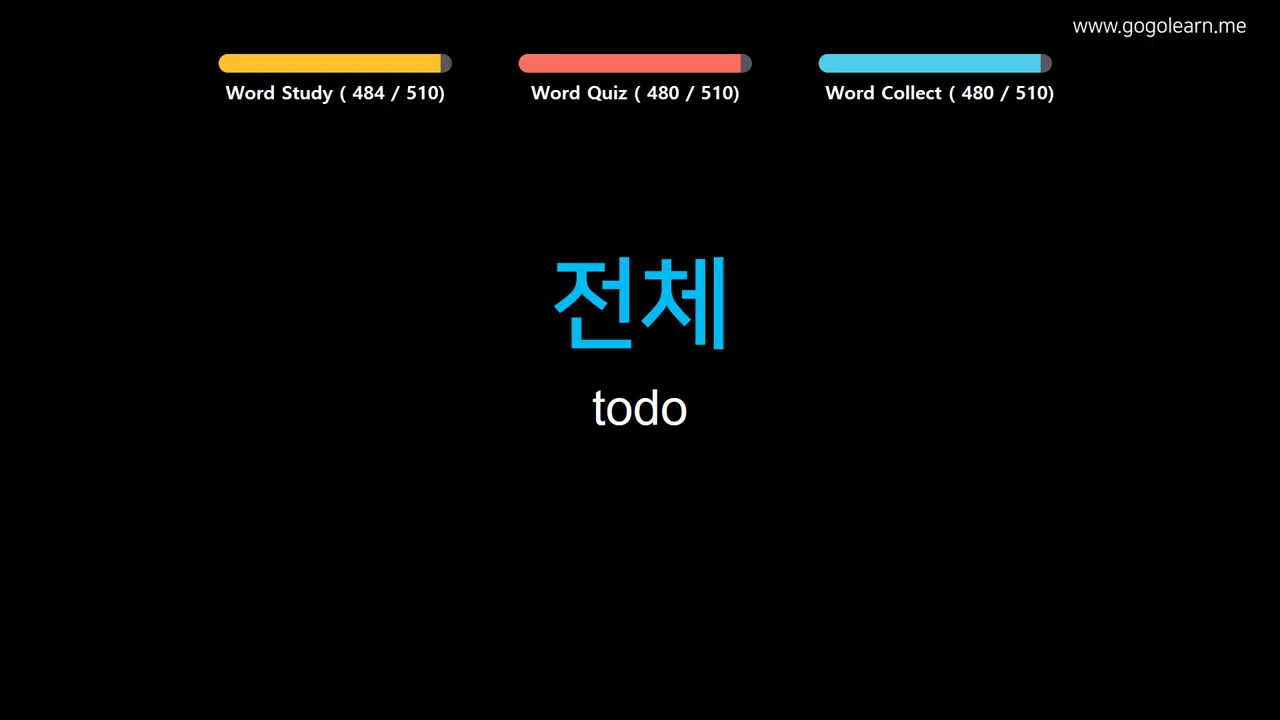 www.gogolearn.me
Word Study ( 484 / 510)
Word Quiz ( 480 / 510)
Word Collect ( 480 / 510)
전체
todo